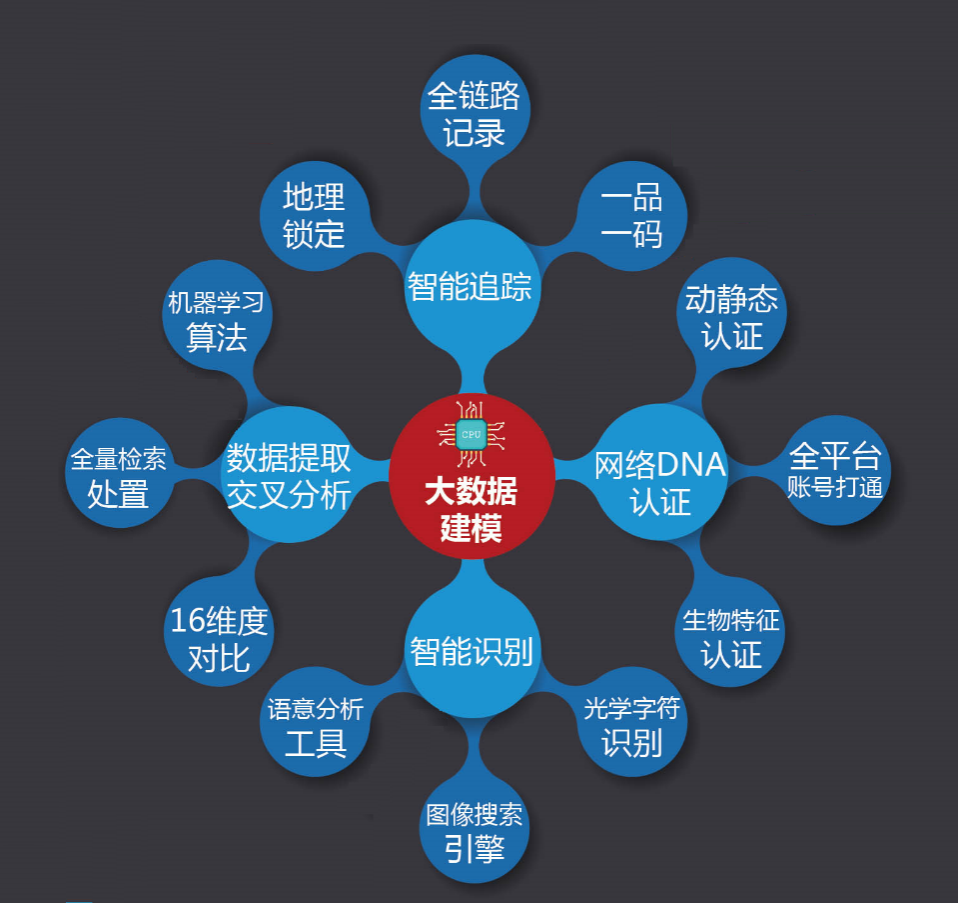 全链路
记录
地理
锁定
一品
一码
智能追踪
机器学习
算法
动静态
认证
全量检索
处置
数据提取
交叉分析
CPU
大数据
建模
网络DNA
认证
全平台
账号打通
16维度
对比
生物特征
认证
智能识别
语意分析
工具
光学字符
识别
图像搜索
引擎